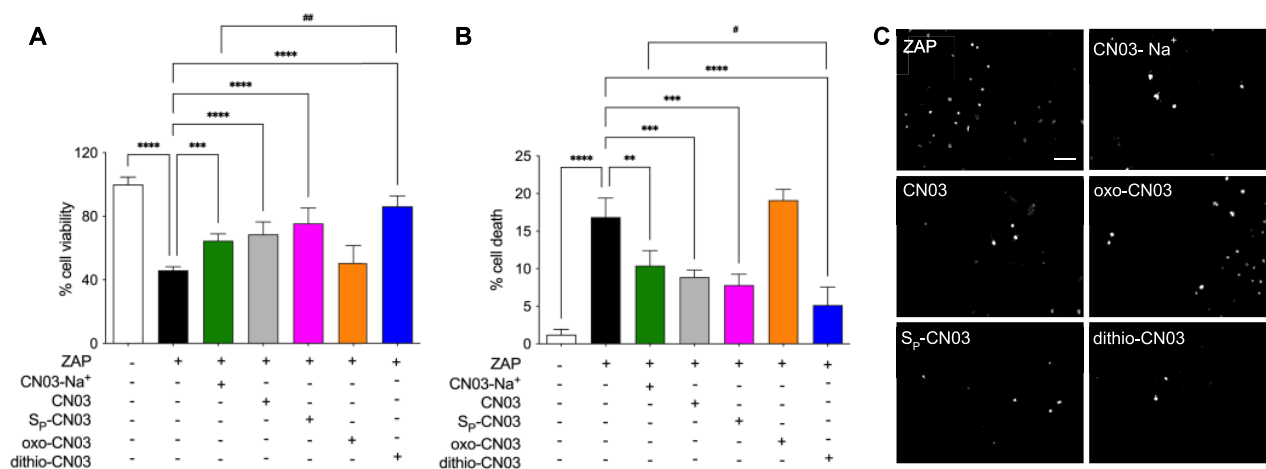 A
##
****
****
****
**** ***
120
80
40
0
% cell viability
ZAP - + + + + + +
CN03-Na+ - - + - - - -
CN03 - - - + - - -
SP-CN03 - - - - + - -
oxo-CN03 - - - - - + -
dithio-CN03 - - - - - - +
B
#
****
***
***
**** **
25
20
15
10
5
0
% cell death
ZAP - + + + + + +
CN03-Na+ - - + - - - -
CN03 - - - + - - -
SP-CN03 - - - - + - -
oxo-CN03 - - - - - + -
dithio-CN03 - - - - - - +
C
ZAP
CN03- Na+
CN03
oxo-CN03
SP-CN03
dithio-CN03